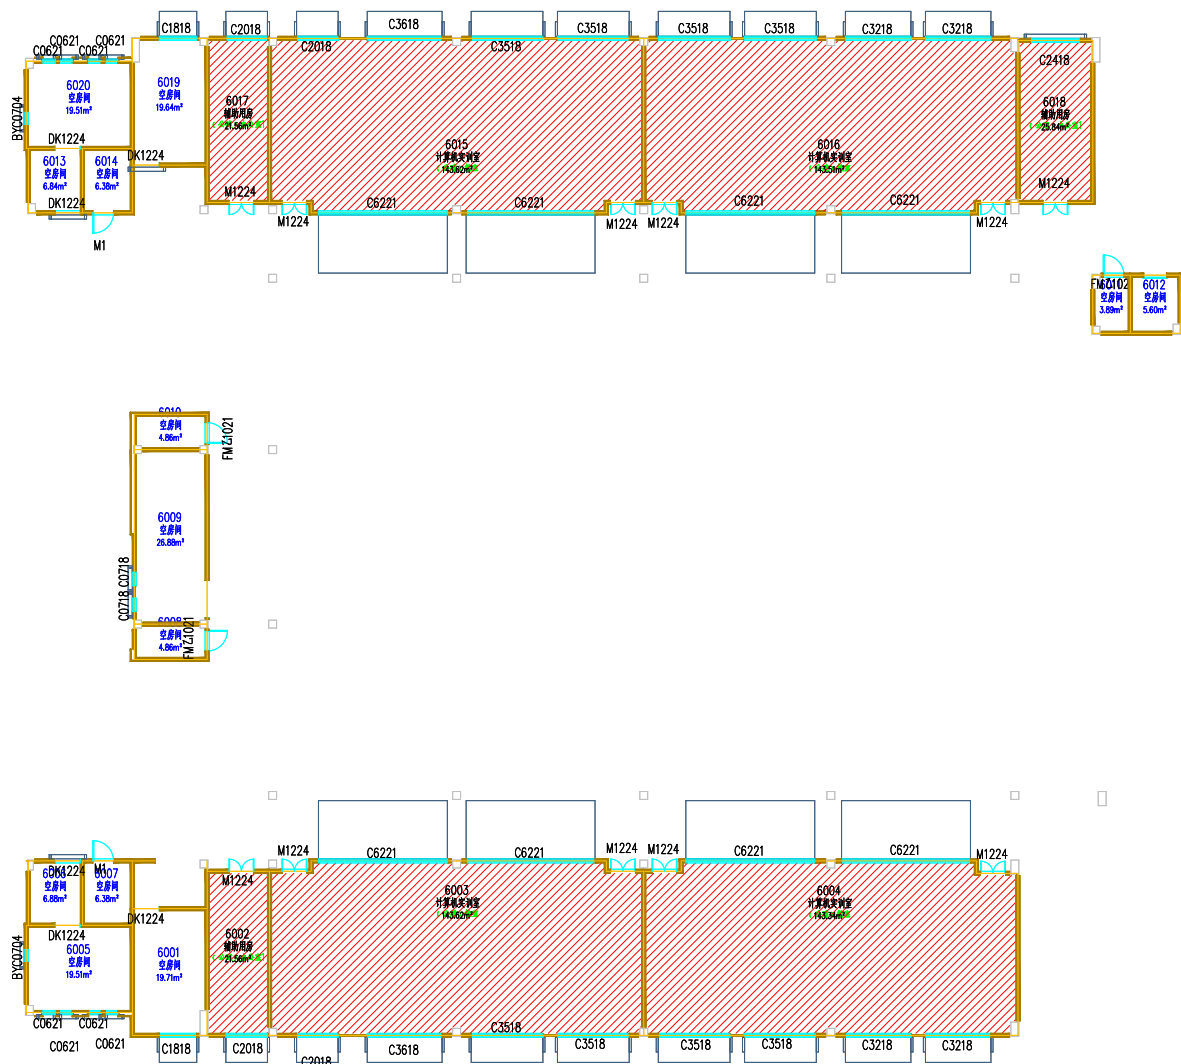 C1818
C2018
C3618
C3518
C3518
C3518
C3218
C3218
C0621
C0621
C0621
C0621
C2018
C3518
C2418
6020
空房间
19.51m²
6019
空房间
19.64m²
BYC0704
6017
辅助用房
21.56m²
6018
辅助用房
25.84m²
DK1224
DK1224
6015
计算机实训室
143.62m²
6016
计算机实训室
143.51m²
6013
空房间
6.84m²
6014
空房间
6.38m²
DK1224
M1224
M1224
C6221
C6221
M1224
M1224
C6221
C6221
M1224
M1224
M1
FM乙102
6012
空房间
5.60m²
空房间
3.89m²
6010
空房间
4.86m²
FM乙1021
6009
空房间
26.88m²
C0718
C0718
6008
空房间
4.86m²
FM乙1021
M1224
C6221
C6221
M1224
M1224
C6221
C6221
M1224
DK1224
M1
6007
空房间
6.88m²
空房间
6.38m²
M1224
6003
计算机实训室
143.62m²
6004
计算机实训室
143.34m²
DK1224
DK1224
6002
辅助用房
21.56m²
BYC0704
6005
空房间
19.51m²
6001
空房间
19.71m²
C0621
C0621
C0621
C0621
C3518
C1818
C2018
C2018
C3618
C3518
C3518
C3518
C3218
C3218